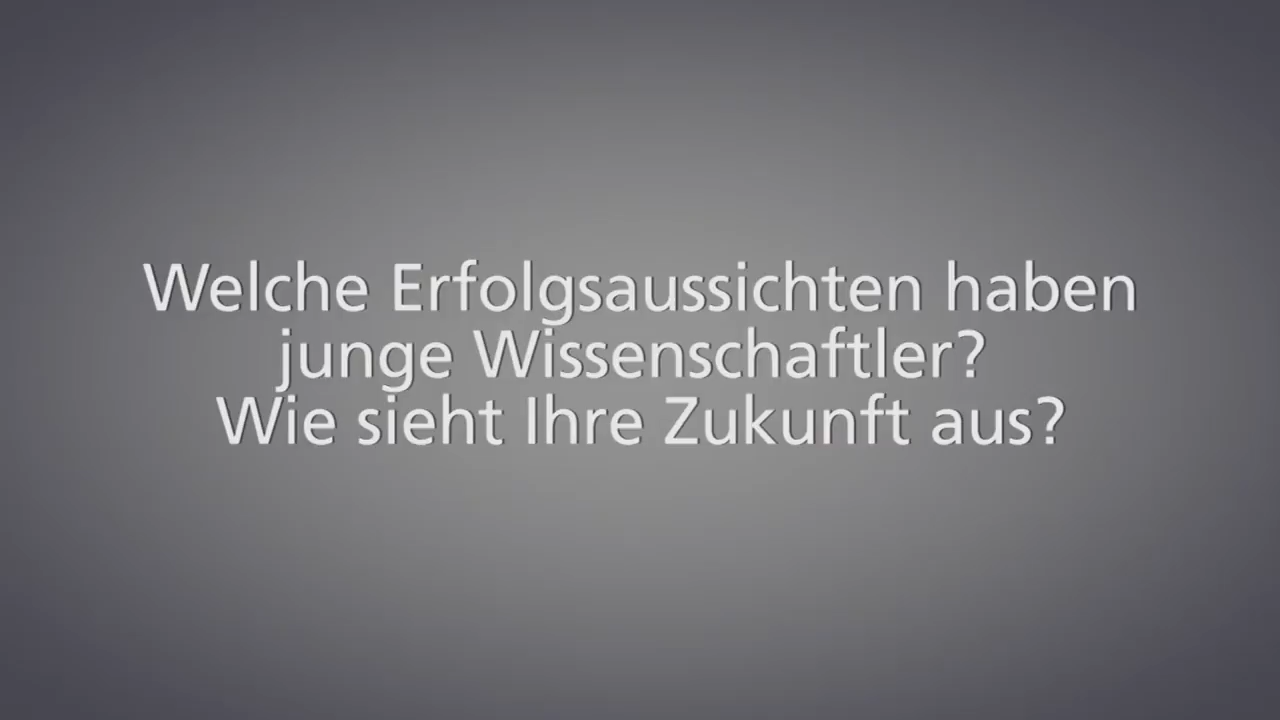 Welche Erfolgsaussichten haben
junge Wissenschaftler?
Wie sieht Ihre Zukunft aus?